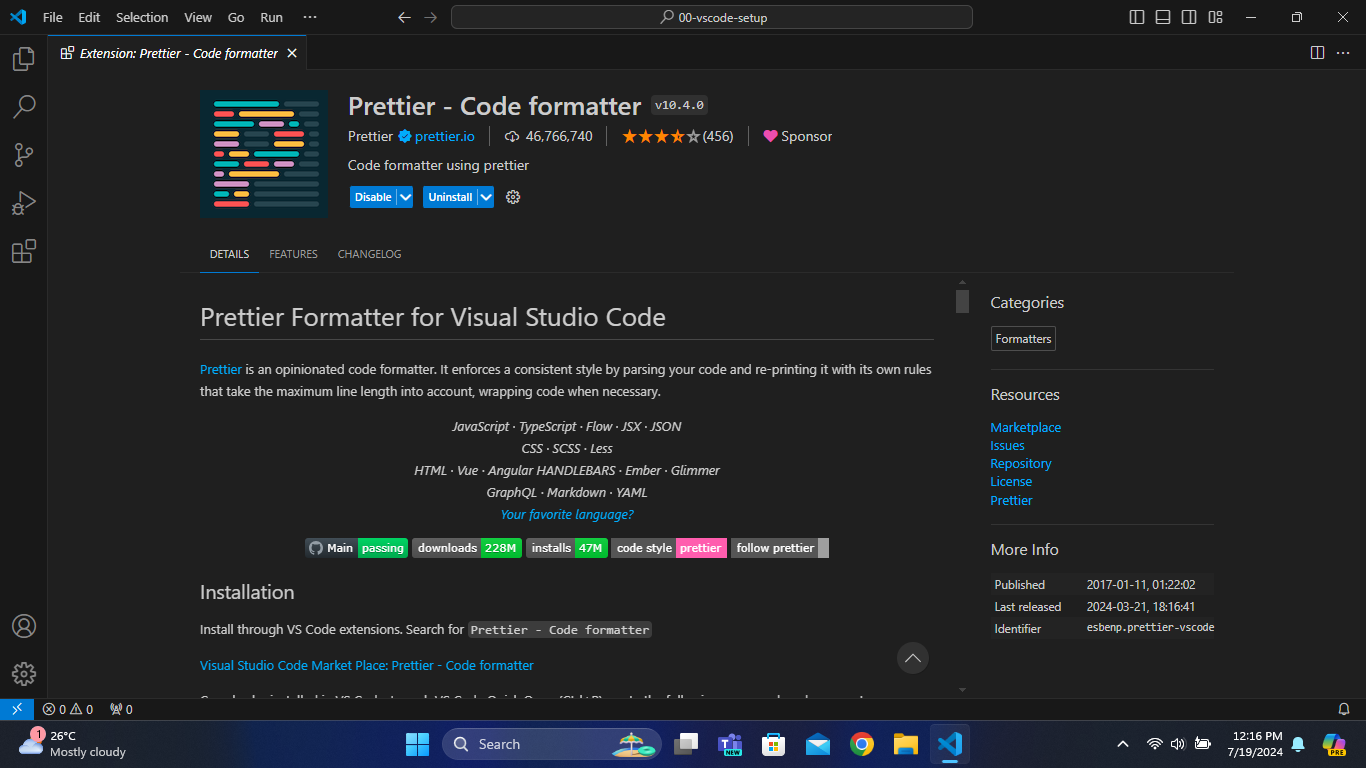 File Edit Selection View Go Run ···
00-vscode-setup
Extension: Prettier - Code formatter
Prettier - Code formatter v10.4.0
Prettier prettier.io 46,766,740 (456) Sponsor
Code formatter using prettier
Disable Uninstall
DETAILS FEATURES CHANGELOG
Prettier Formatter for Visual Studio Code
Prettier is an opinionated code formatter. It enforces a consistent style by parsing your code and re-printing it with its own rules
that take the maximum line length into account, wrapping code when necessary.
JavaScript · TypeScript · Flow · JSX · JSON
CSS · SCSS · Less
HTML · Vue · Angular HANDLEBARS · Ember · Glimmer
GraphQL · Markdown · YAML
Your favorite language?
Main passing downloads 228M installs 47M code style prettier follow prettier
Installation
Install through VS Code extensions. Search for Prettier - Code formatter
Visual Studio Code Market Place: Prettier - Code formatter
Categories
Formatters
Resources
Marketplace
Issues
Repository
License
Prettier
More Info
Published 2017-01-11, 01:22:02
Last released 2024-03-21, 18:16:41
Identifier esbenp.prettier-vscode
0 0 0
1
26°C
Mostly cloudy
Search
NEW
12:16 PM
7/19/2024
PRE